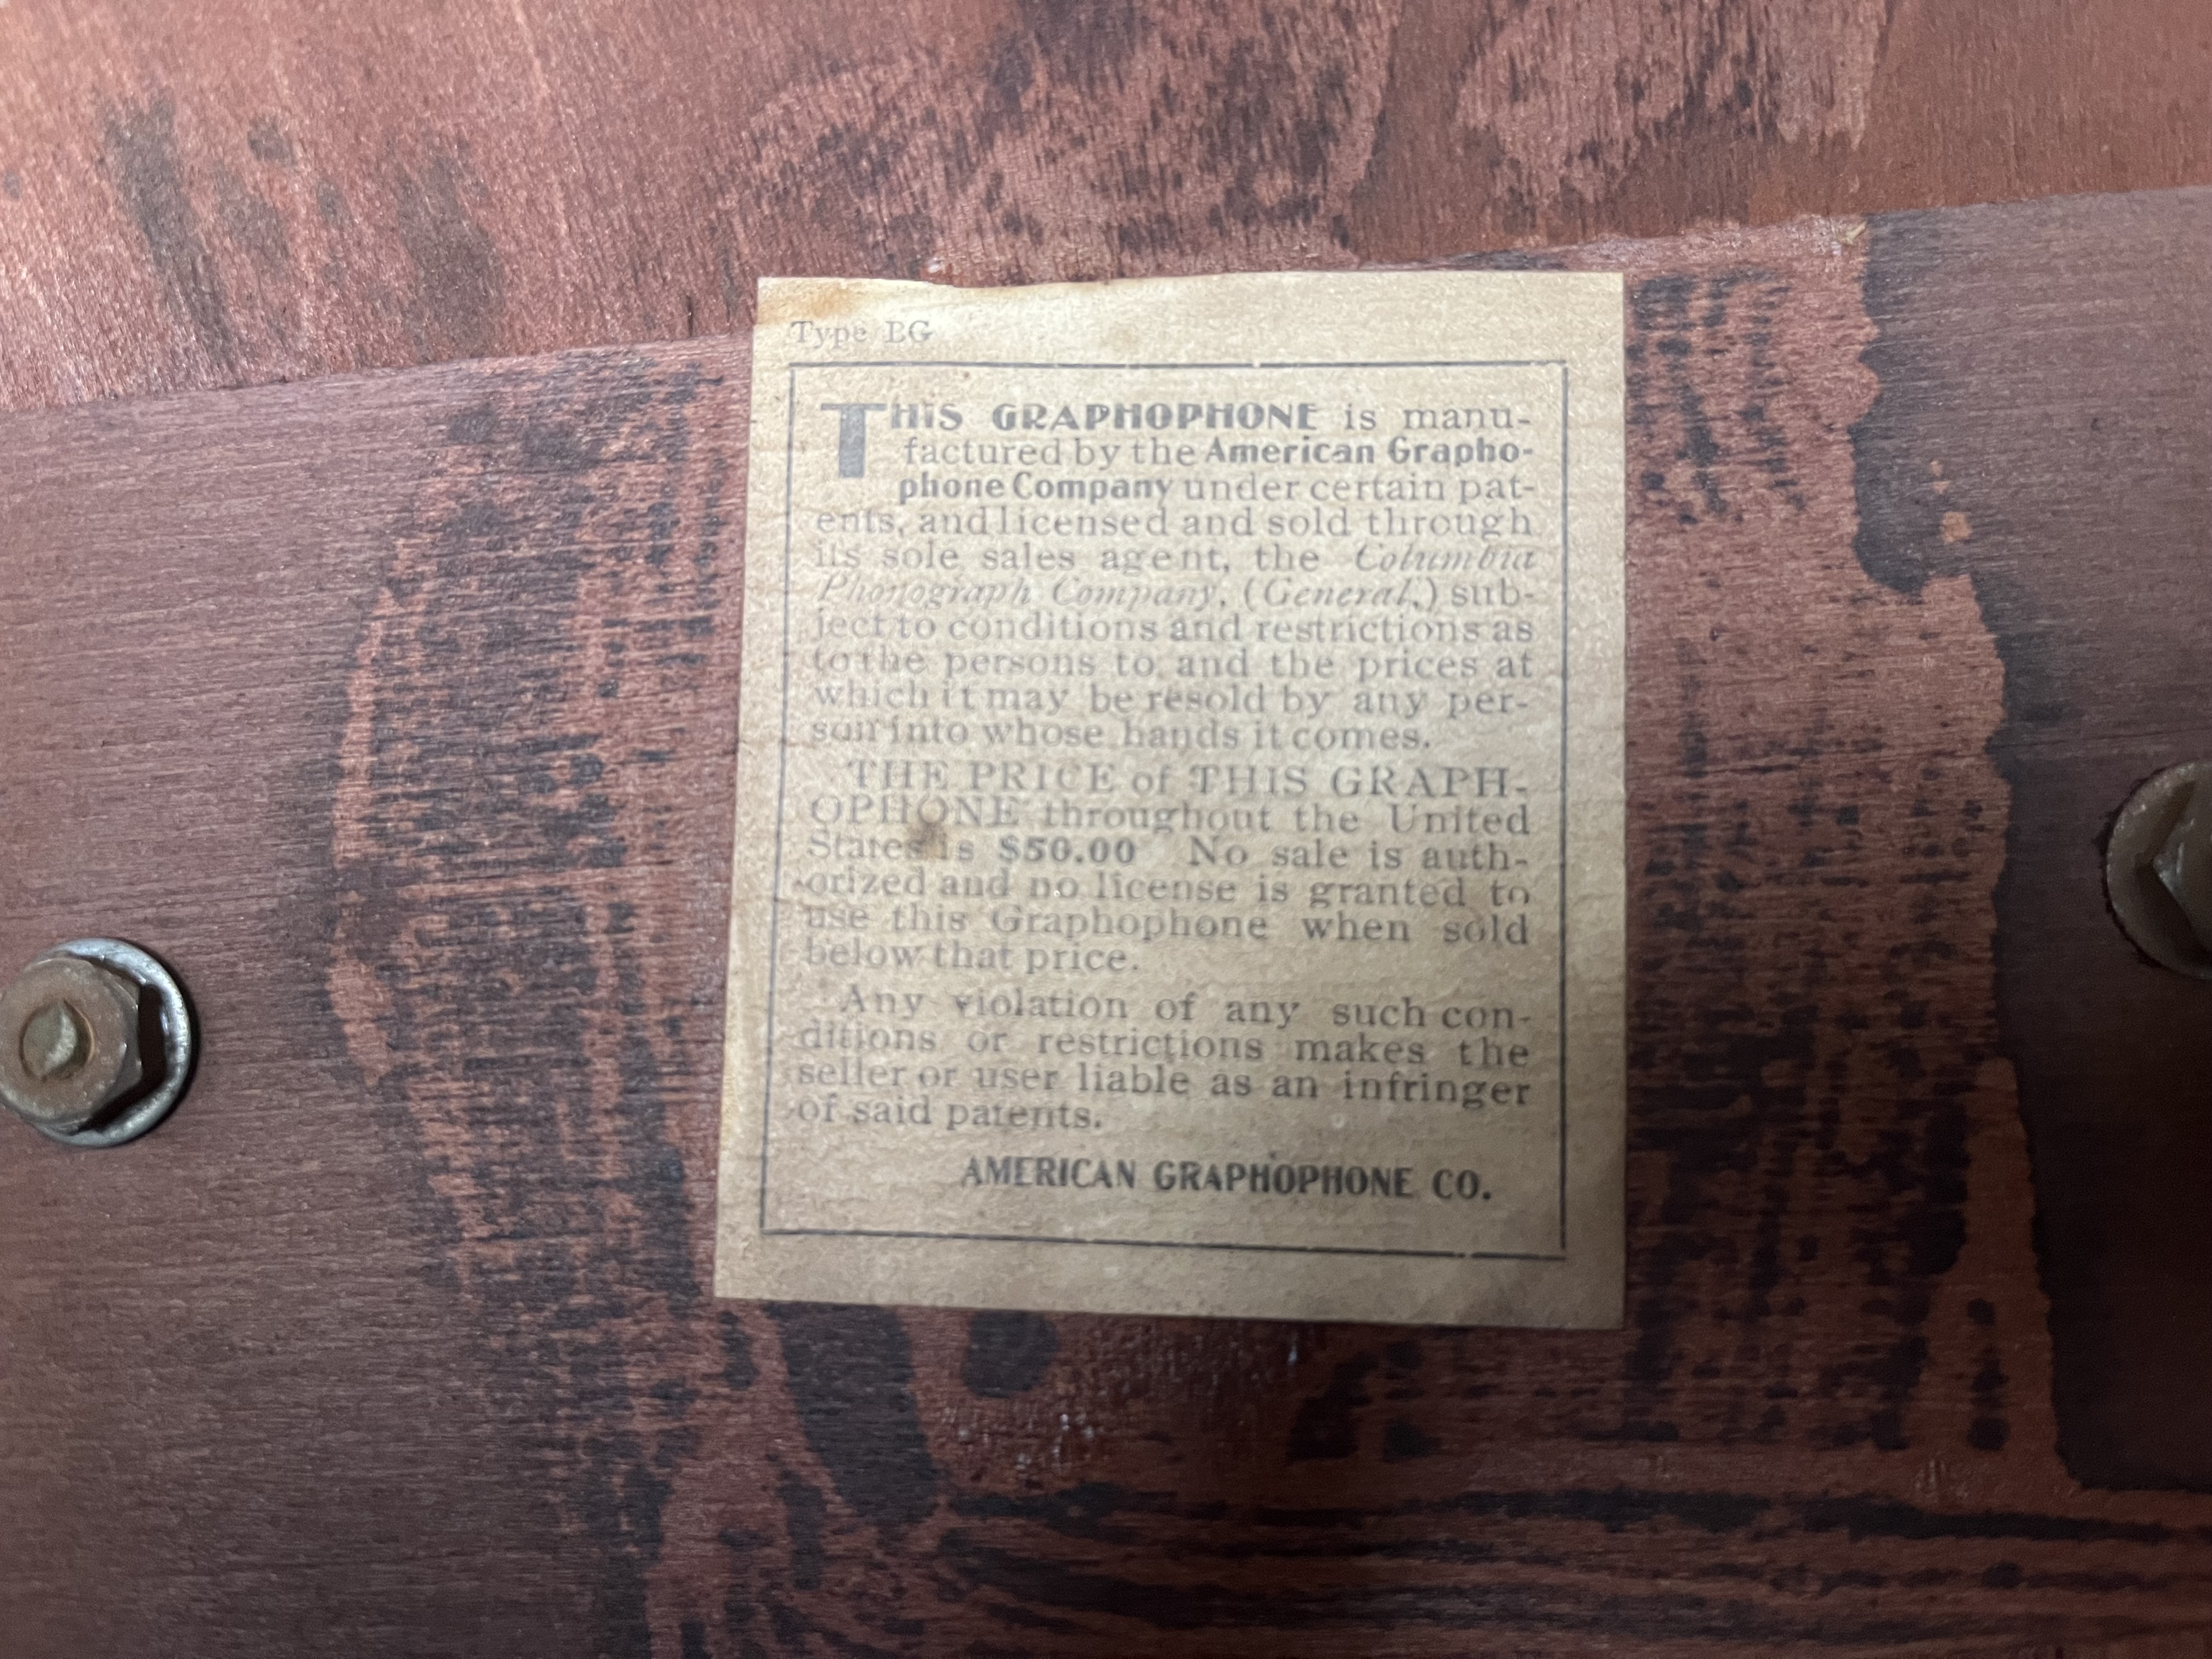 Type BG
THIS GRAPHOPHONE is manu-
factured by the American Grapho-
phone Company under certain pat-
ents, and licensed and sold through
its sole sales agent, the Columbia
Phonograph Company, (General,) sub-
ject to conditions and restrictions as
to the persons to, and the prices at
which it may be resold by any per-
son into whose hands it comes.
THE PRICE of THIS GRAPH-
OPHONE throughout the United
States is $50.00 No sale is auth-
orized and no license is granted to
use this Graphophone when sold
below that price.
Any violation of any such con-
ditions or restrictions makes the
seller or user liable as an infringer
of said patents.
AMERICAN GRAPHOPHONE CO.